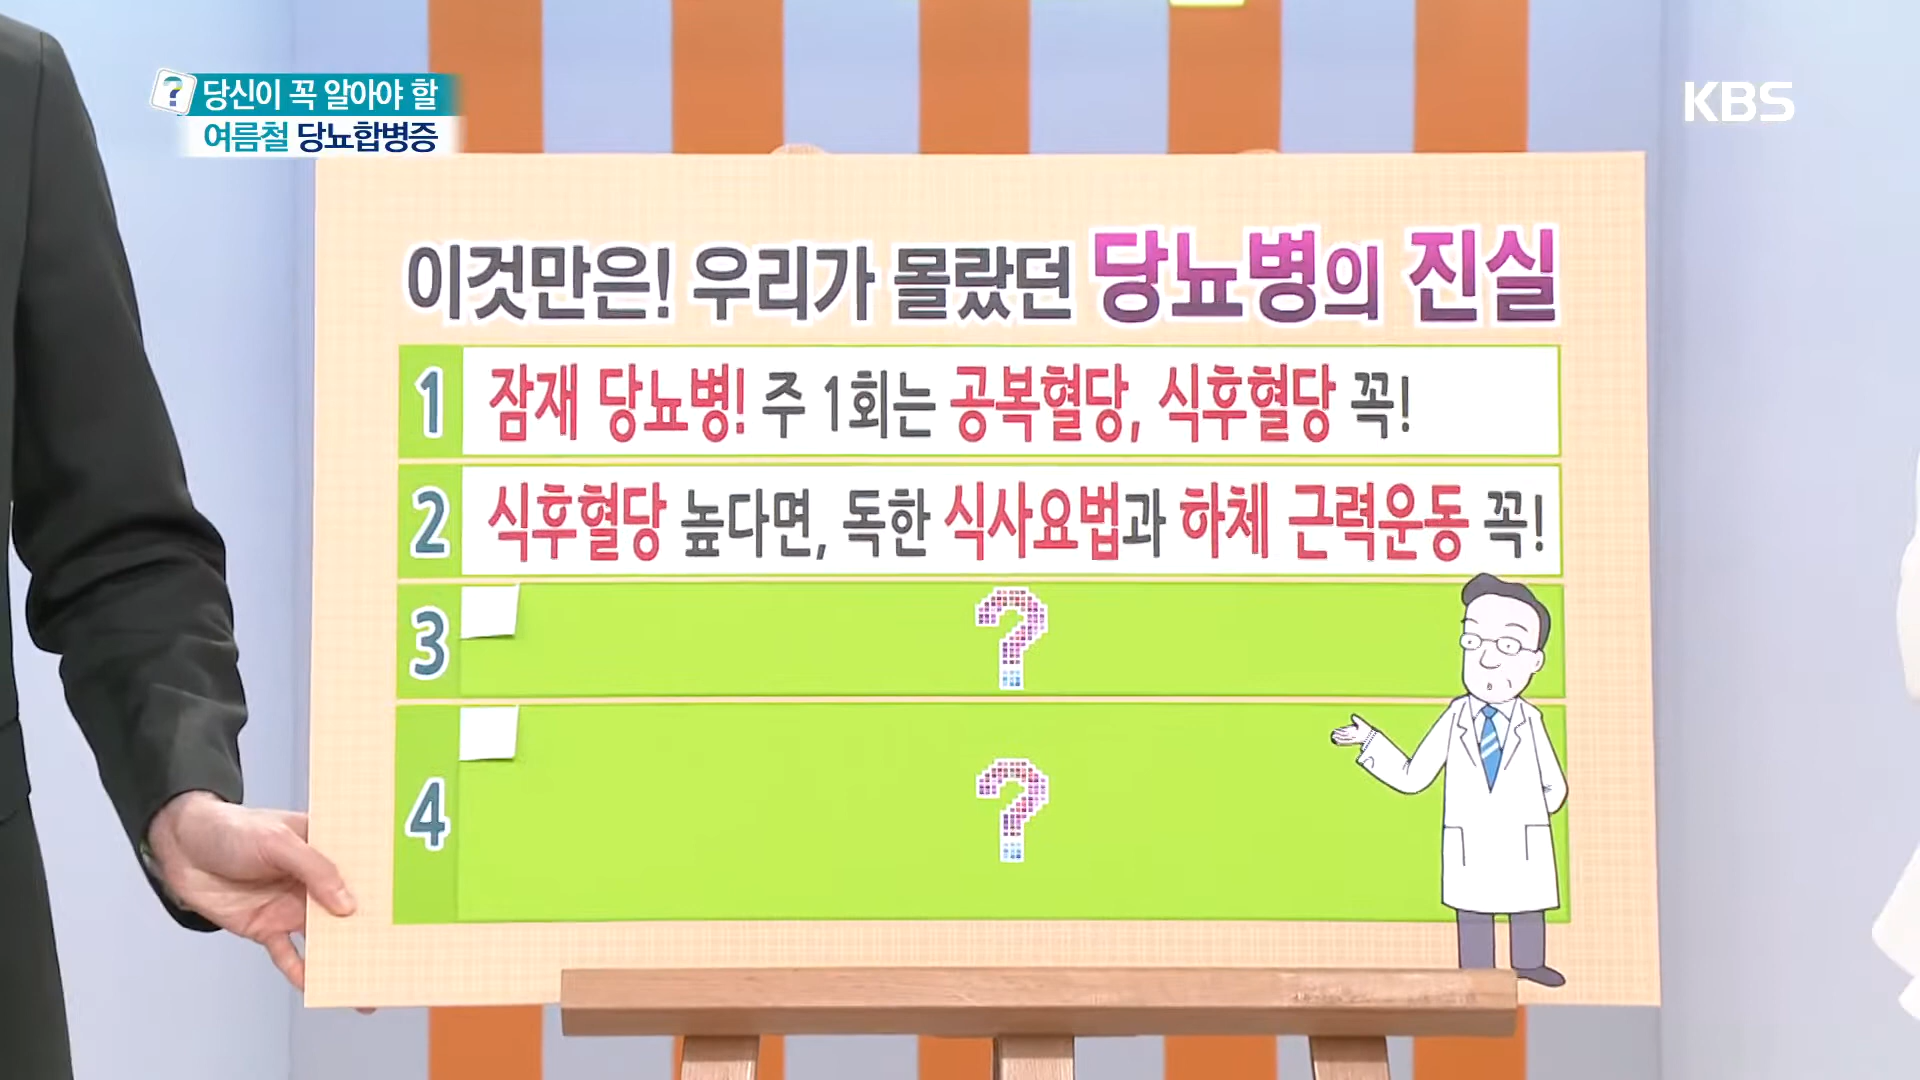 당신이 꼭 알아야 할
여름철 당뇨합병증
KBS
이것만은! 우리가 몰랐던 당뇨병의 진실
1 잠재 당뇨병! 주 1회는 공복혈당, 식후혈당 꼭!
2 식후혈당 높다면, 독한 식사요법과 하체 근력운동 꼭!
3 ?
4 ?